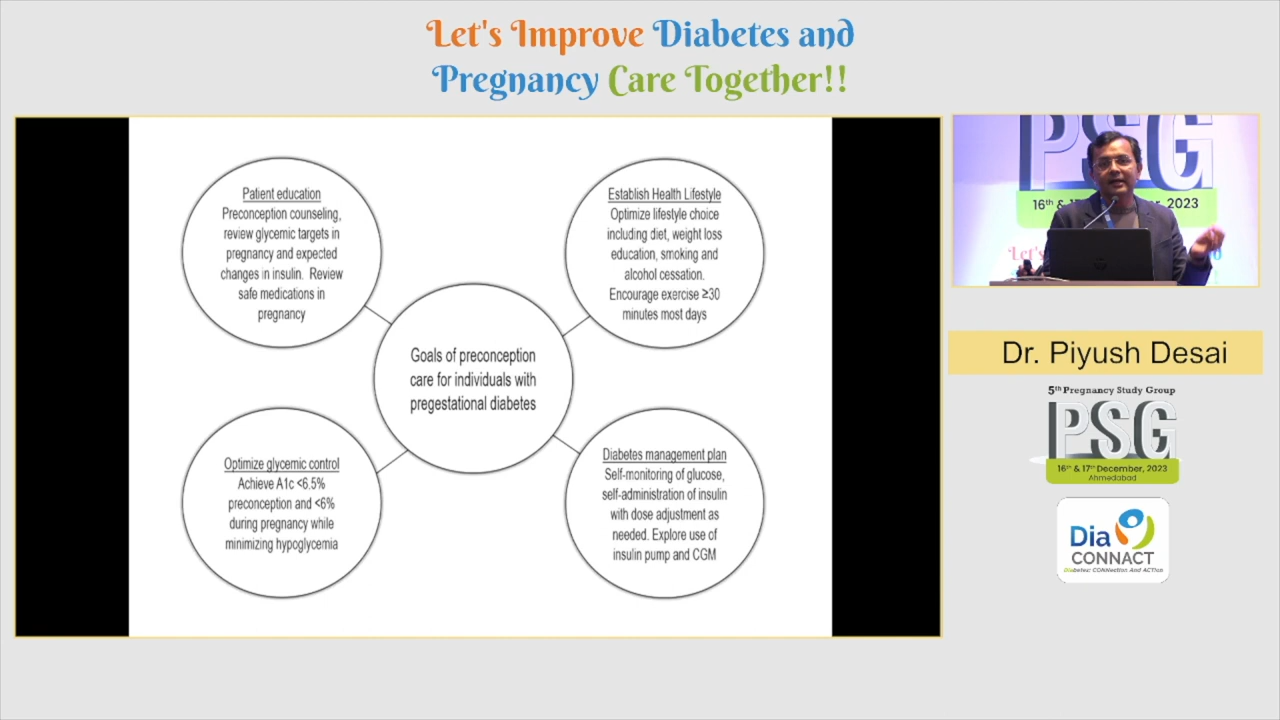 Let's Improve Diabetes and
Pregnancy Care Together!!
Patient education
Preconception counseling,
review glycemic targets in
pregnancy and expected
changes in insulin. Review
safe medications in
pregnancy
Establish Health Lifestyle
Optimize lifestyle choice
including diet, weight loss
education, smoking and
alcohol cessation.
Encourage exercise ≥30
minutes most days
Goals of preconception
care for individuals with
pregestational diabetes
Optimize glycemic control
Achieve A1c <6.5%
preconception and <6%
during pregnancy while
minimizing hypoglycemia
Diabetes management plan
Self-monitoring of glucose,
self-administration of insulin
with dose adjustment as
needed. Explore use of
insulin pump and CGM
PSG
16th &
2023
Let's
Dr. Piyush Desai
5th Pregnancy Study Group
PSG
16th & 17th December, 2023
Ahmedabad
Dia
CONNACT
Diabetes: CONNection And ACTion